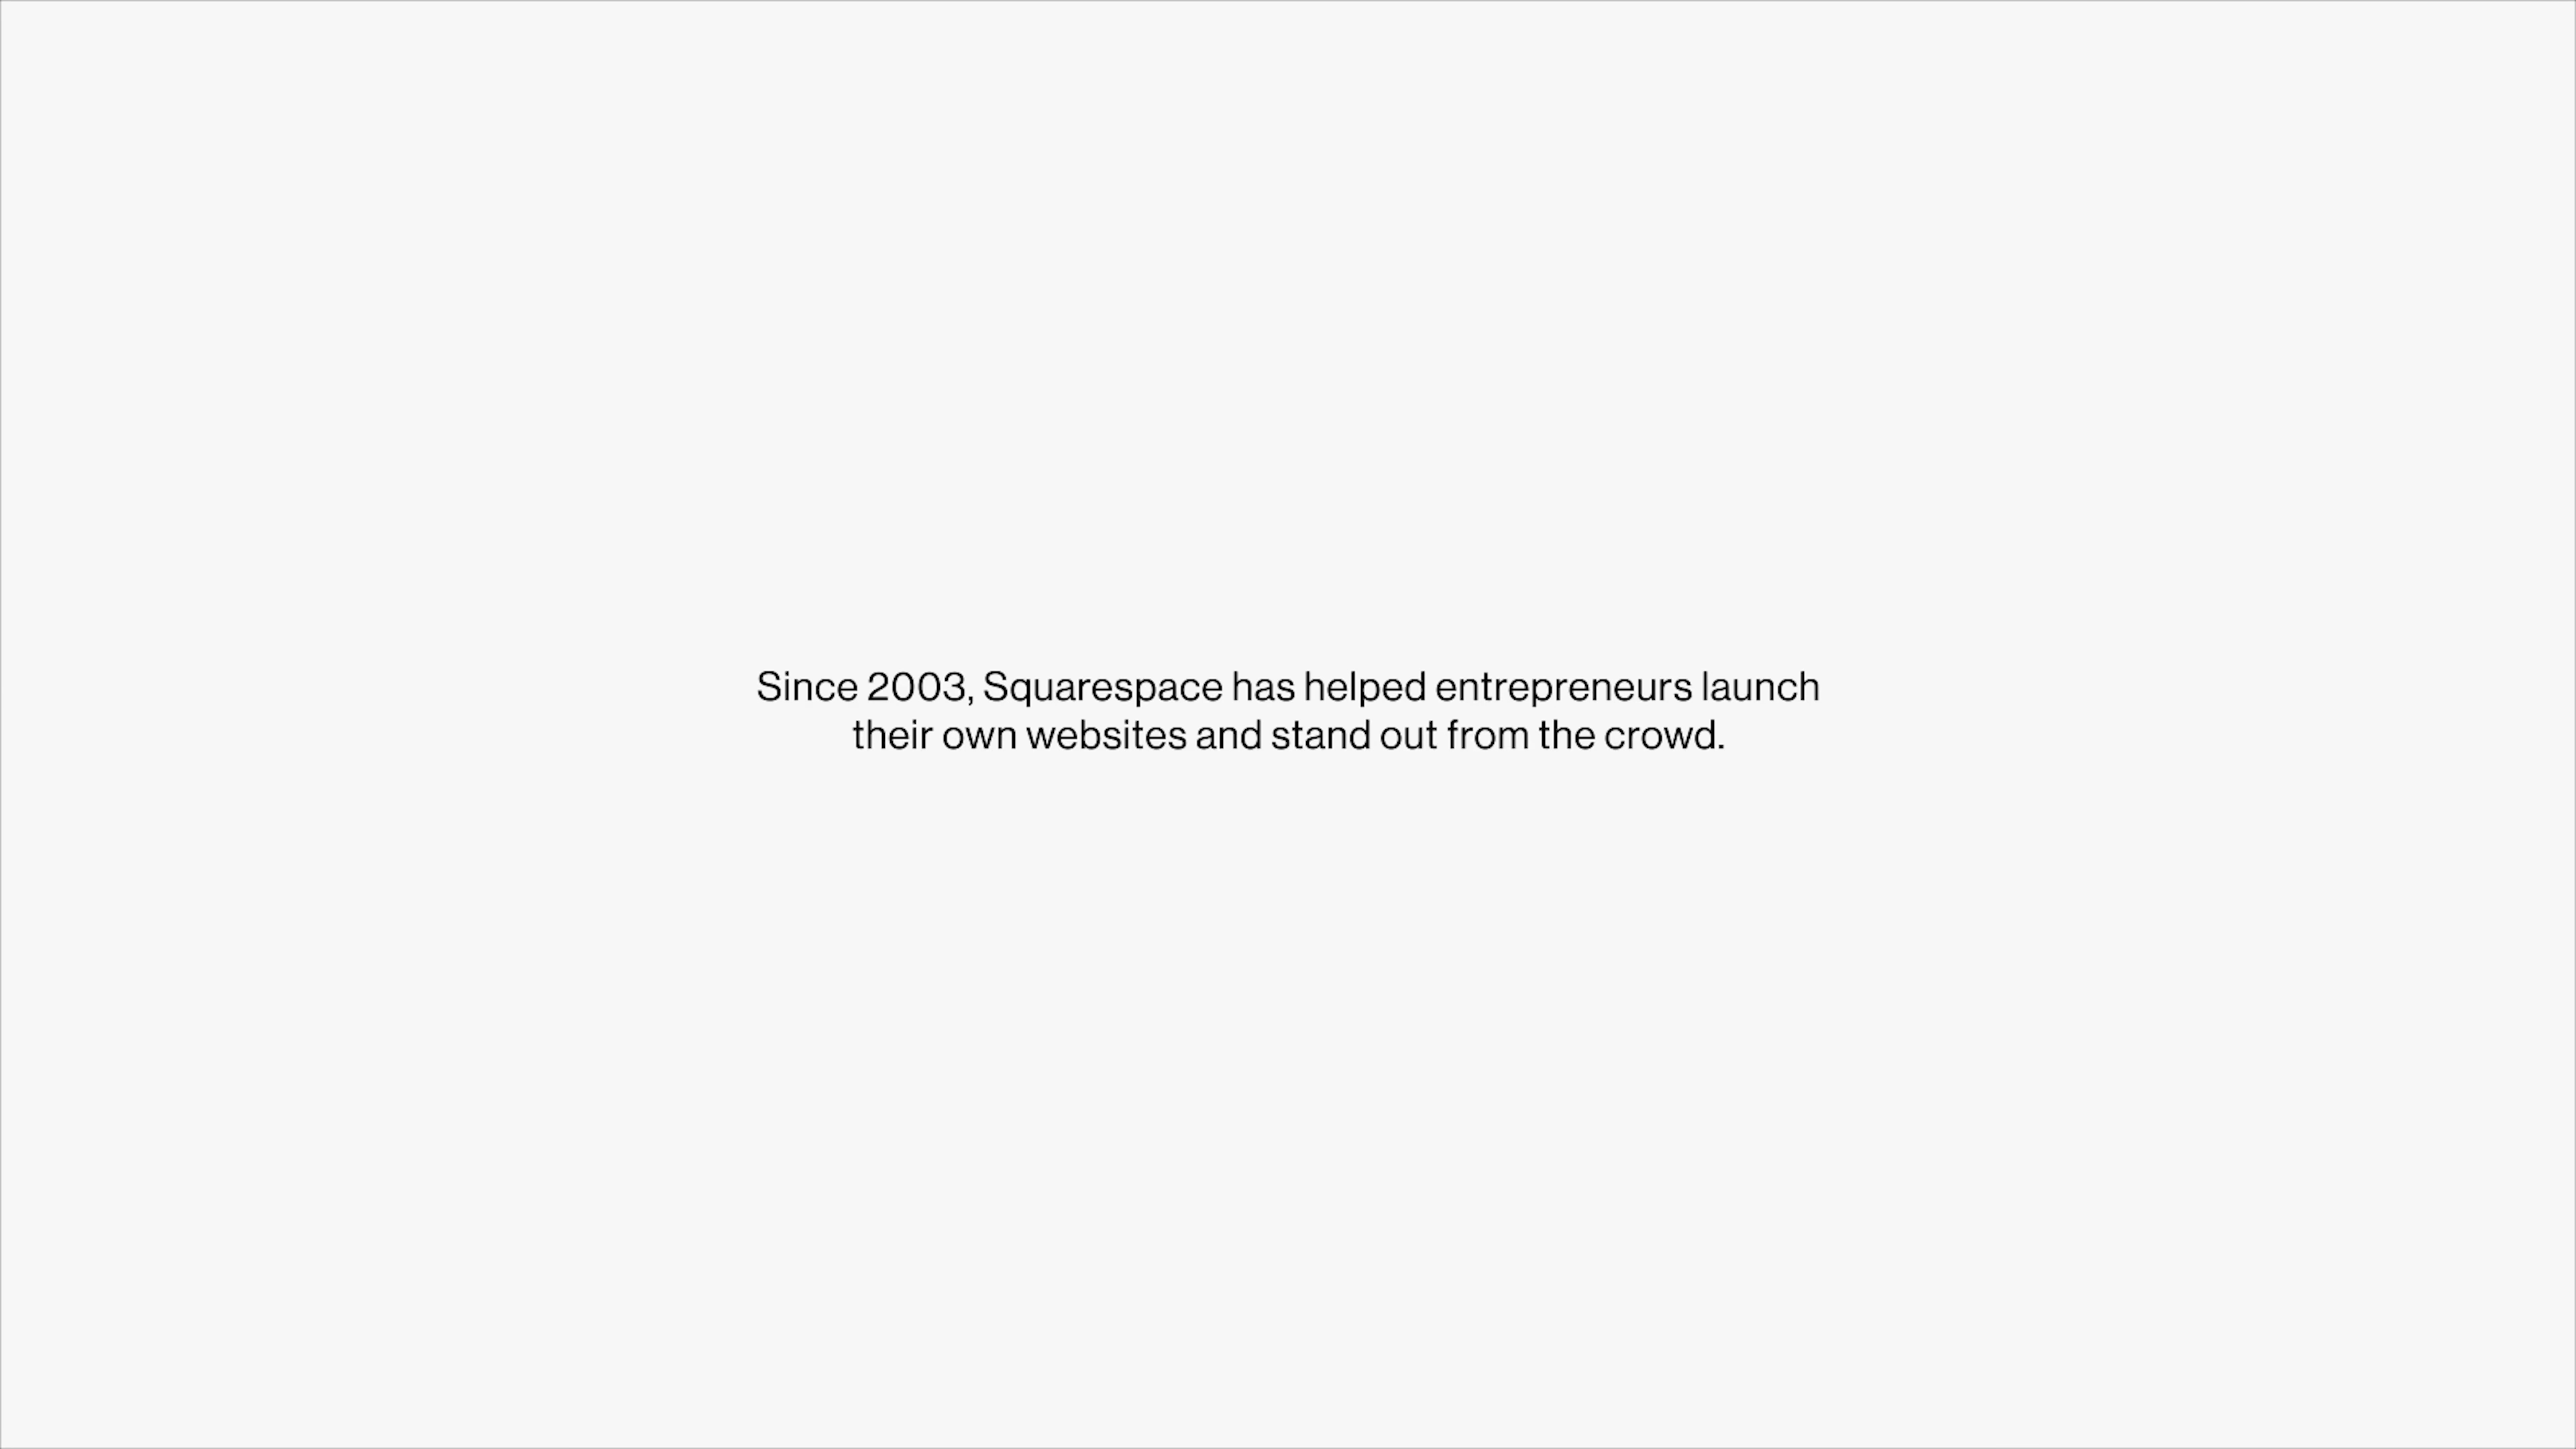 Since 2003, Squarespace has helped entrepreneurs launch
their own websites and stand out from the crowd.